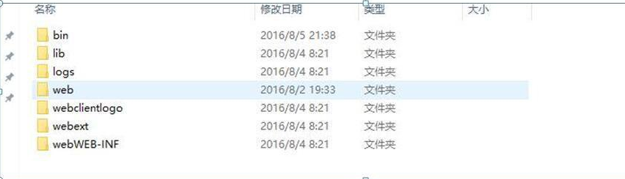 名称 修改日期 类型 大小
bin 2016/8/5 21:38 文件夹
lib 2016/8/4 8:21 文件夹
logs 2016/8/4 8:21 文件夹
web 2016/8/2 19:33 文件夹
webclientlogo 2016/8/4 8:21 文件夹
webext 2016/8/4 8:21 文件夹
webWEB-INF 2016/8/4 8:21 文件夹